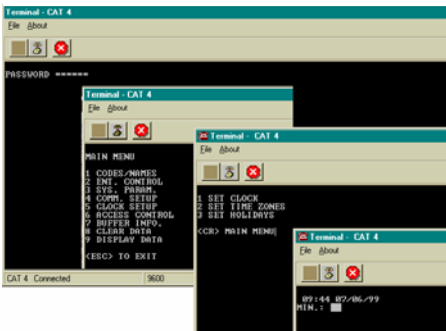 Terminal - CAT 4
File About
PASSWORD ******
Terminal - CAT 4
File About
MAIN MENU
1 CODES/NAMES
2 ENT. CONTROL
3 SYS. PARAM.
4 COMM. SETUP
5 CLOCK SETUP
6 ACCESS CONTROL
7 BUFFER INFO.
8 CLEAR DATA
9 DISPLAY DATA
<ESC> TO EXIT
CAT 4 Connected 9600
Terminal - CAT 4
File About
1 SET CLOCK
2 SET TIME ZONES
3 SET HOLIDAYS
<CR> MAIN MENU
Terminal - CAT 4
File About
09:44 07/06/99
MIN.: